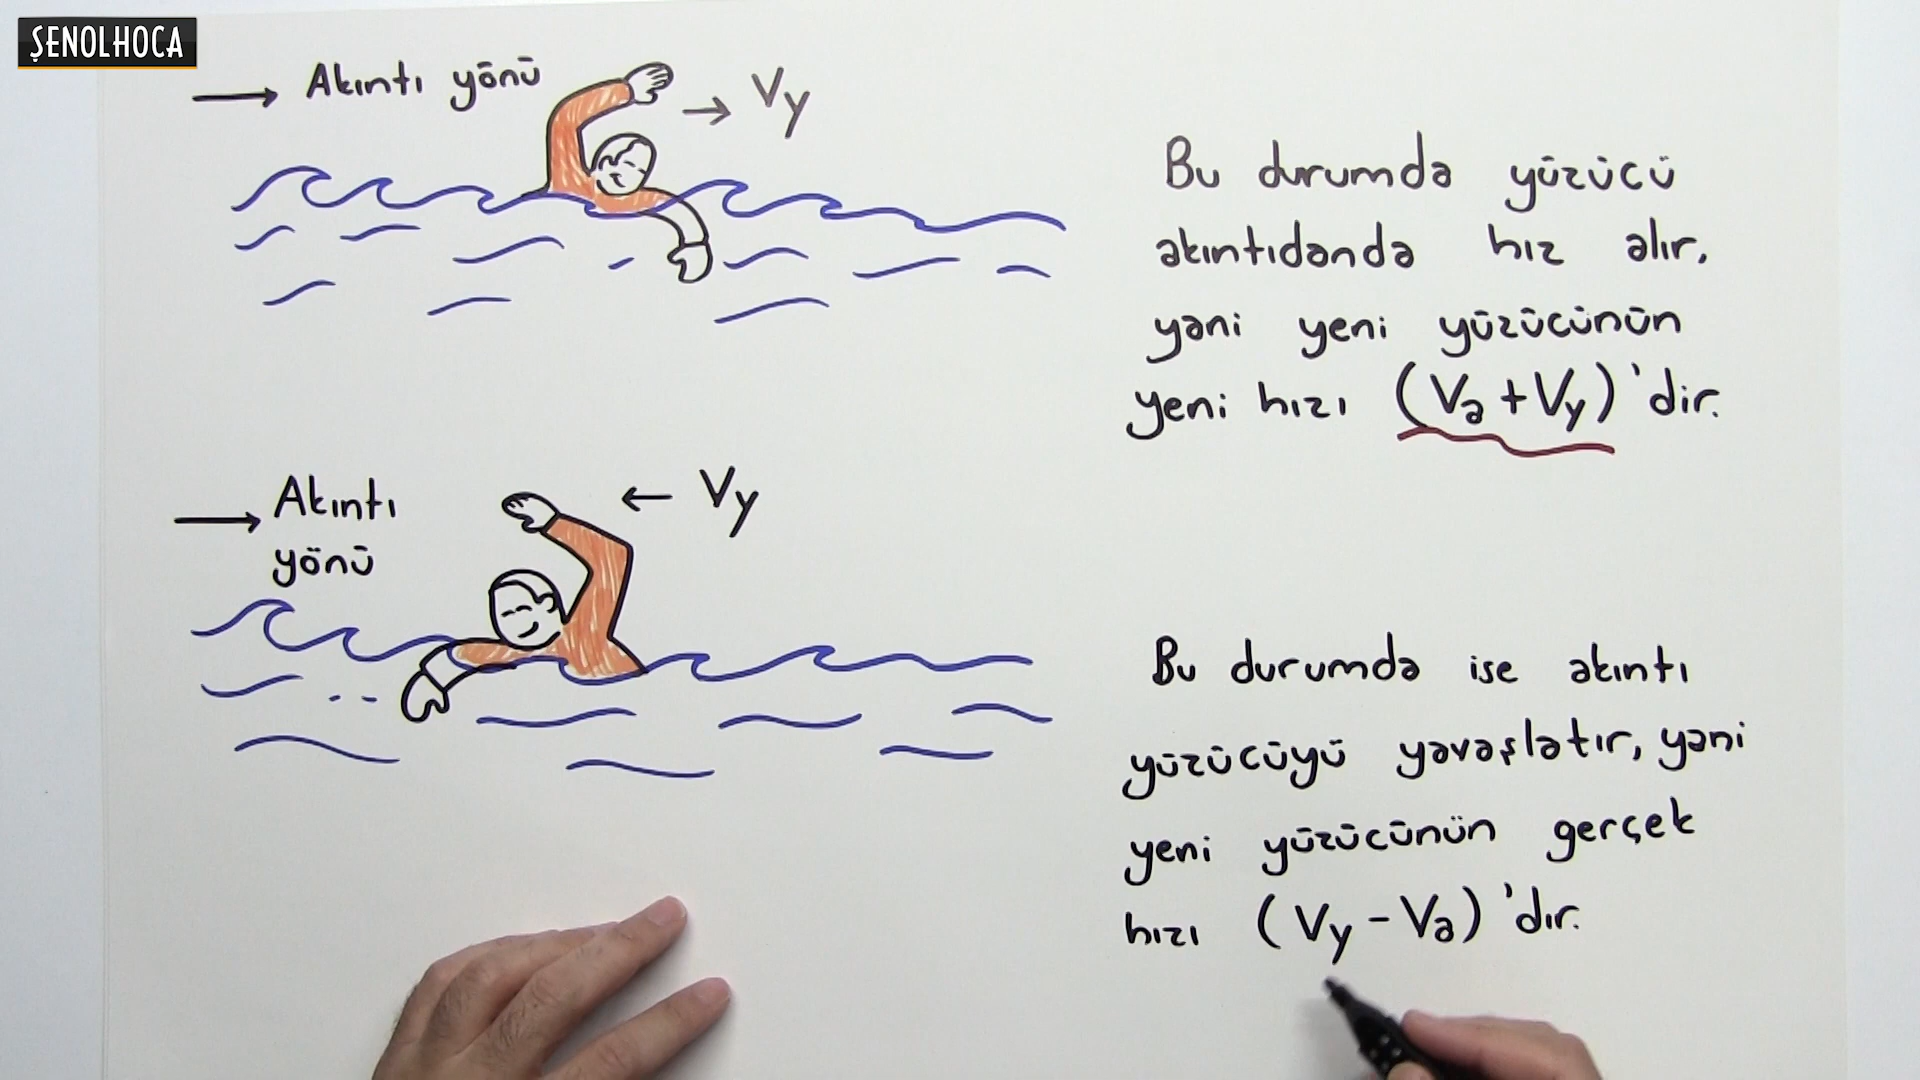 ŞENOLHOCA
Akıntı yönü
Vy
Bu durumda yüzücü
akıntıdanda hız alır,
yani yeni yüzücünün
yeni hızı (Va + Vy)'dir.
Akıntı
yönü
Vy
Bu durumda ise akıntı
yüzücüyü yavaşlatır, yani
yeni yüzücünün gerçek
hızı (Vy - Va)'dır.